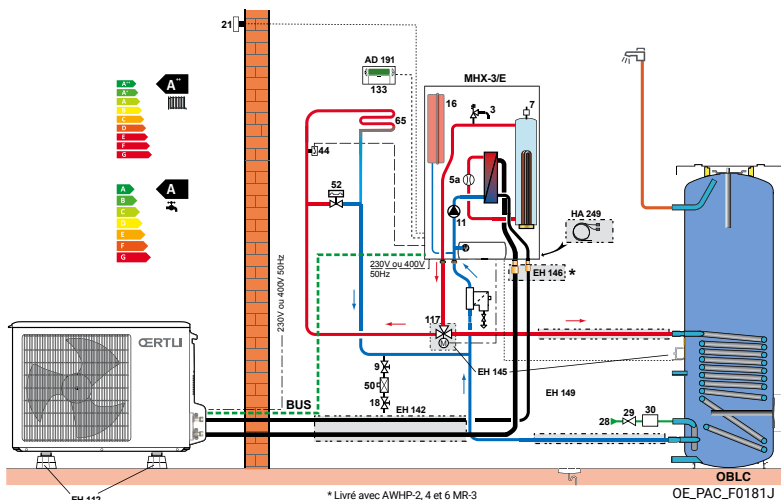 21
AD 191
133
MHX-3/E
A++
A+
A
B
C
D
E
F
G
A++
16
3
7
65
44
5a
52
11
A
B
C
D
E
F
G
A
HA 249
230V ou 400V
50Hz
EH 146 *
230V ou 400V 50Hz
117
M
ŒRTLI
9
EH 145
50
EH 149
BUS
18
EH 142
28
29
30
EH 112
* Livré avec AWHP-2, 4 et 6 MR-3
OBLC
OE_PAC_F0181J